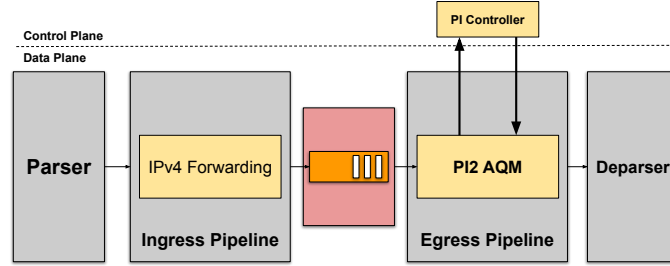 PI Controller
Control Plane
Data Plane
Parser
IPv4 Forwarding
PI2 AQM
Deparser
Ingress Pipeline
Egress Pipeline